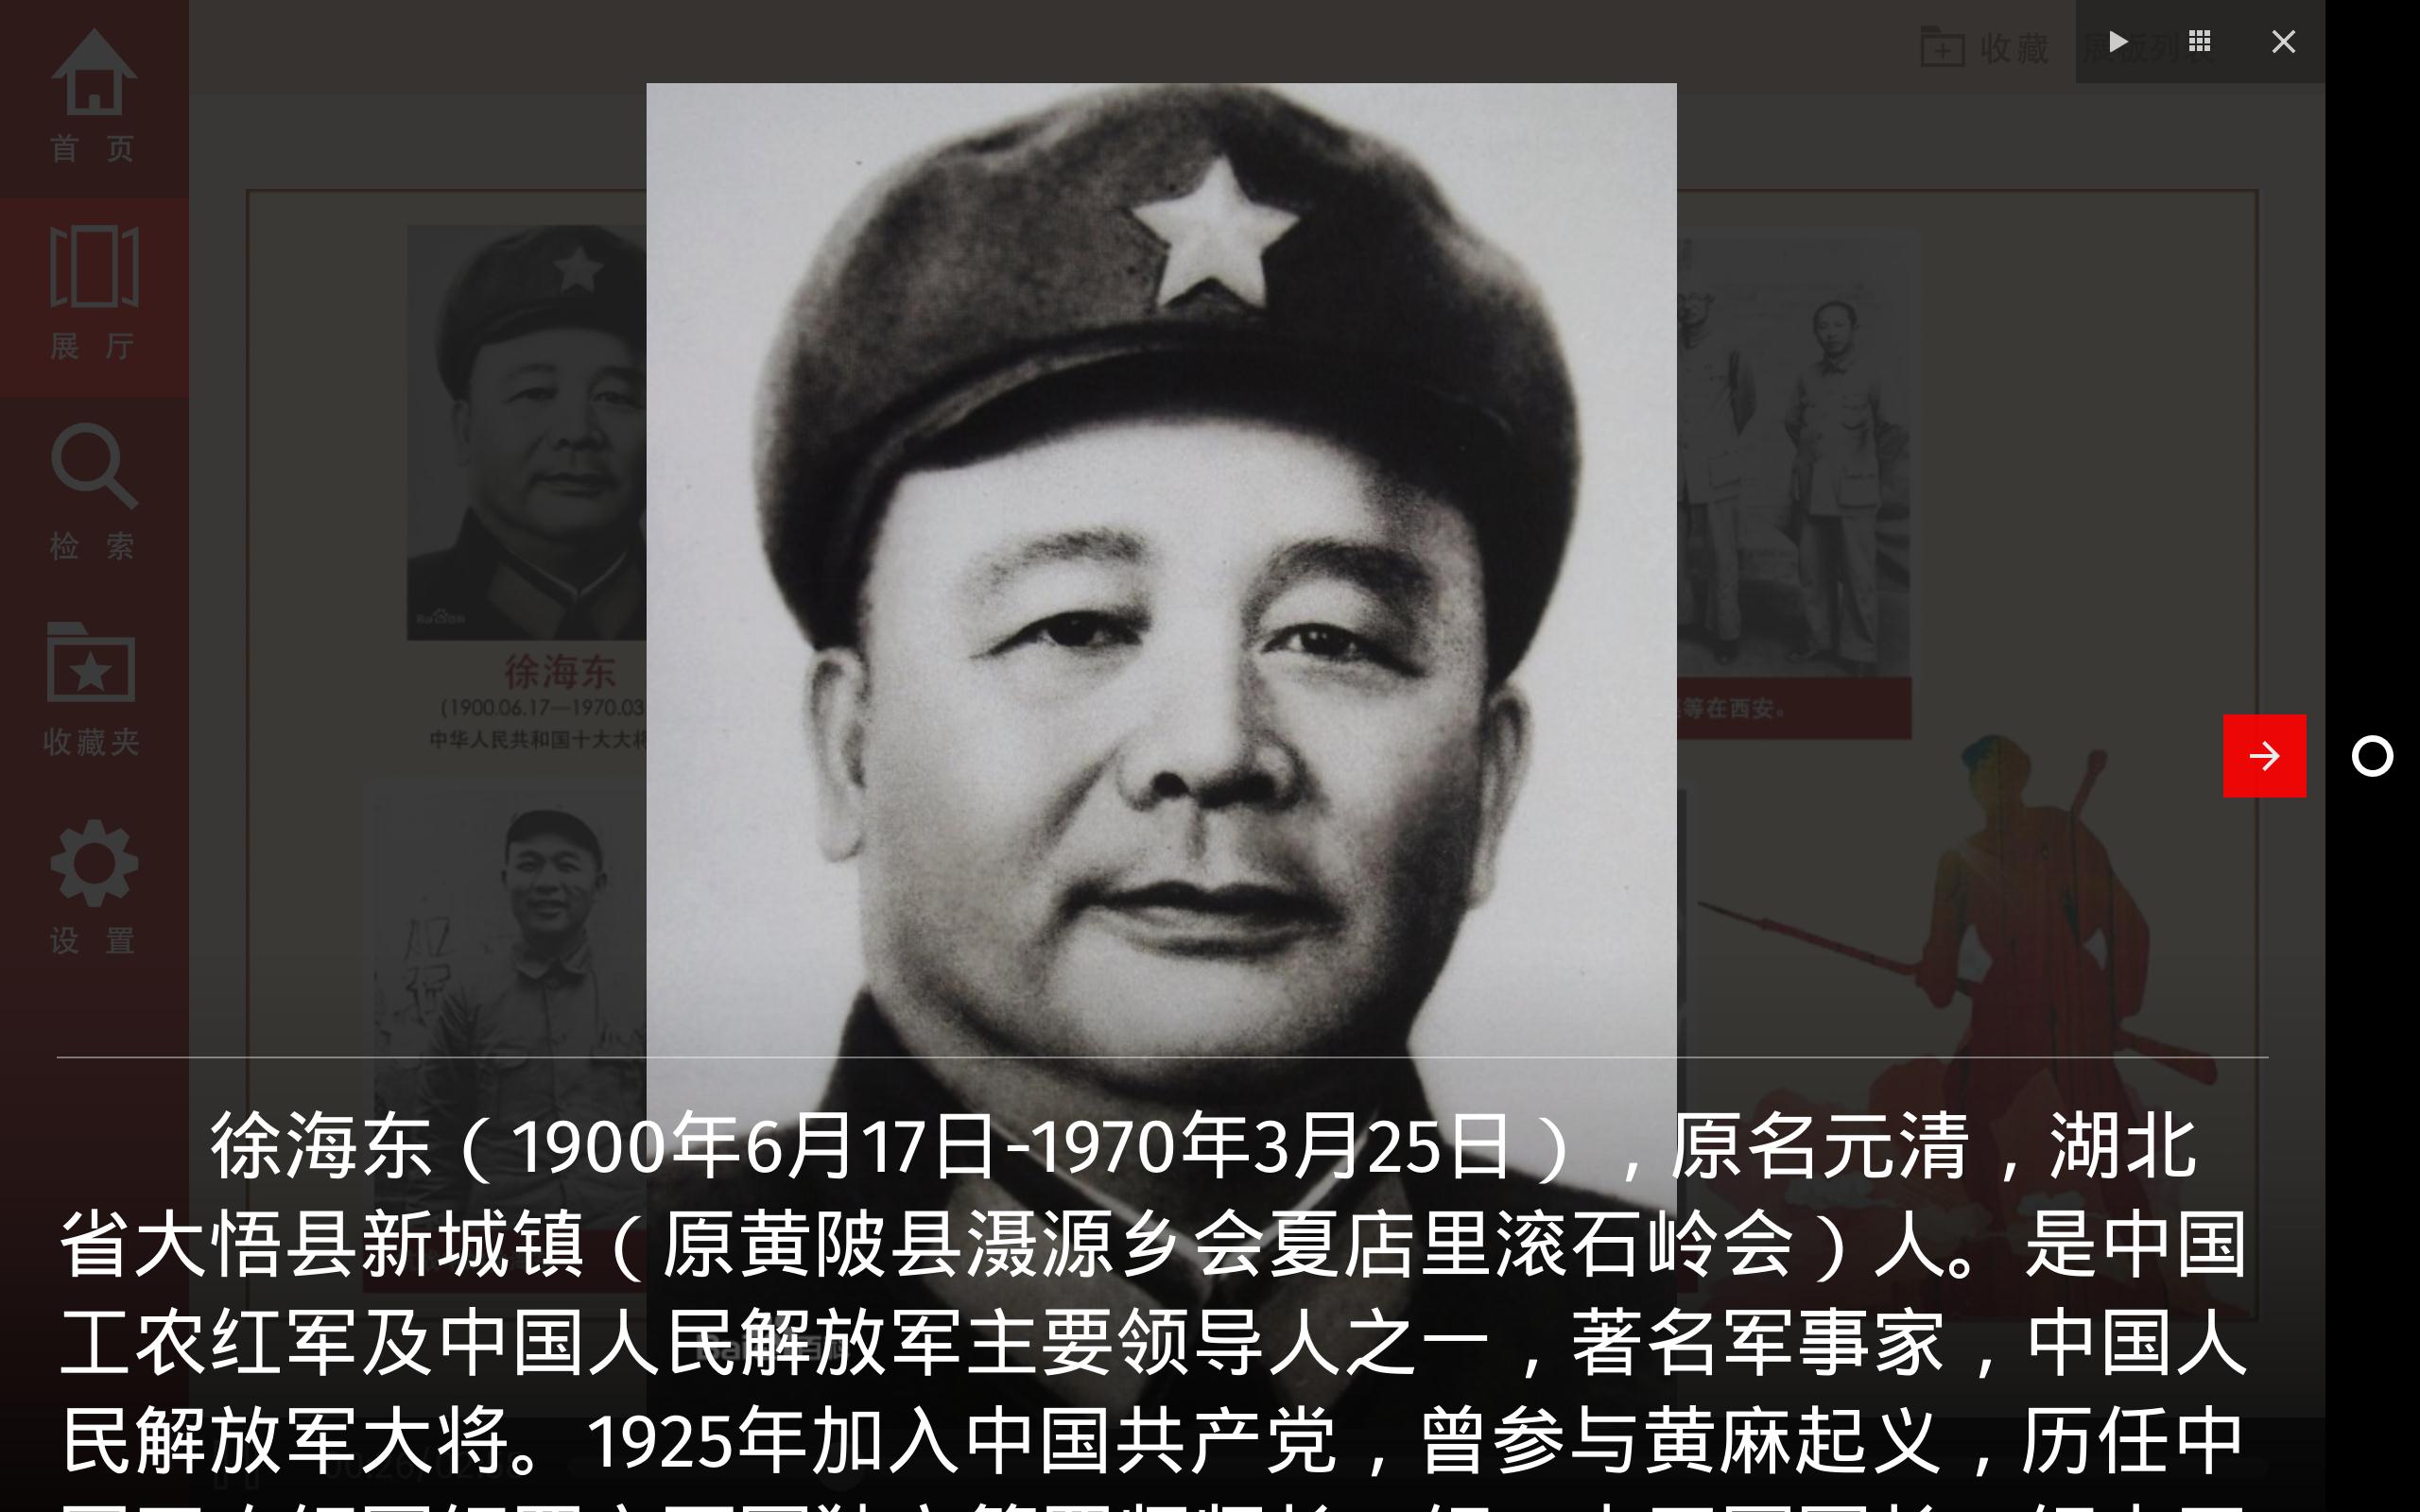 收藏
展版列表
首 页
展 厅
检 索
收藏夹
设 置
徐海东
(1900.06.17—1970.03
中华人民共和国十大大将
等在西安。
徐海东（1900年6月17日-1970年3月25日），原名元清，湖北
省大悟县新城镇（原黄陂县滠源乡会夏店里滚石岭会）人。是中国
工农红军及中国人民解放军主要领导人之一，著名军事家，中国人
民解放军大将。1925年加入中国共产党，曾参与黄麻起义，历任中